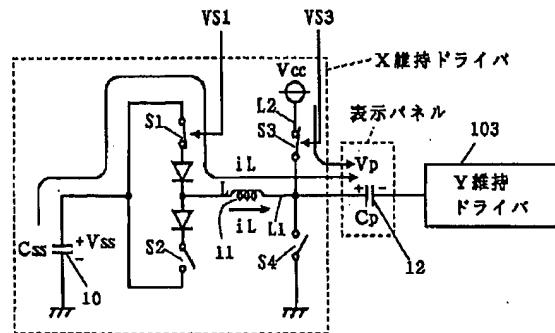 VS1
VS3
X維持ドライバ
Vcc
L2
S1
S3
表示パネル
103
iL
Vp
L
+
-
Y維持
ドライバ
iL
L1
Cp
Css
+
Vss
-
11
S2
S4
12
10